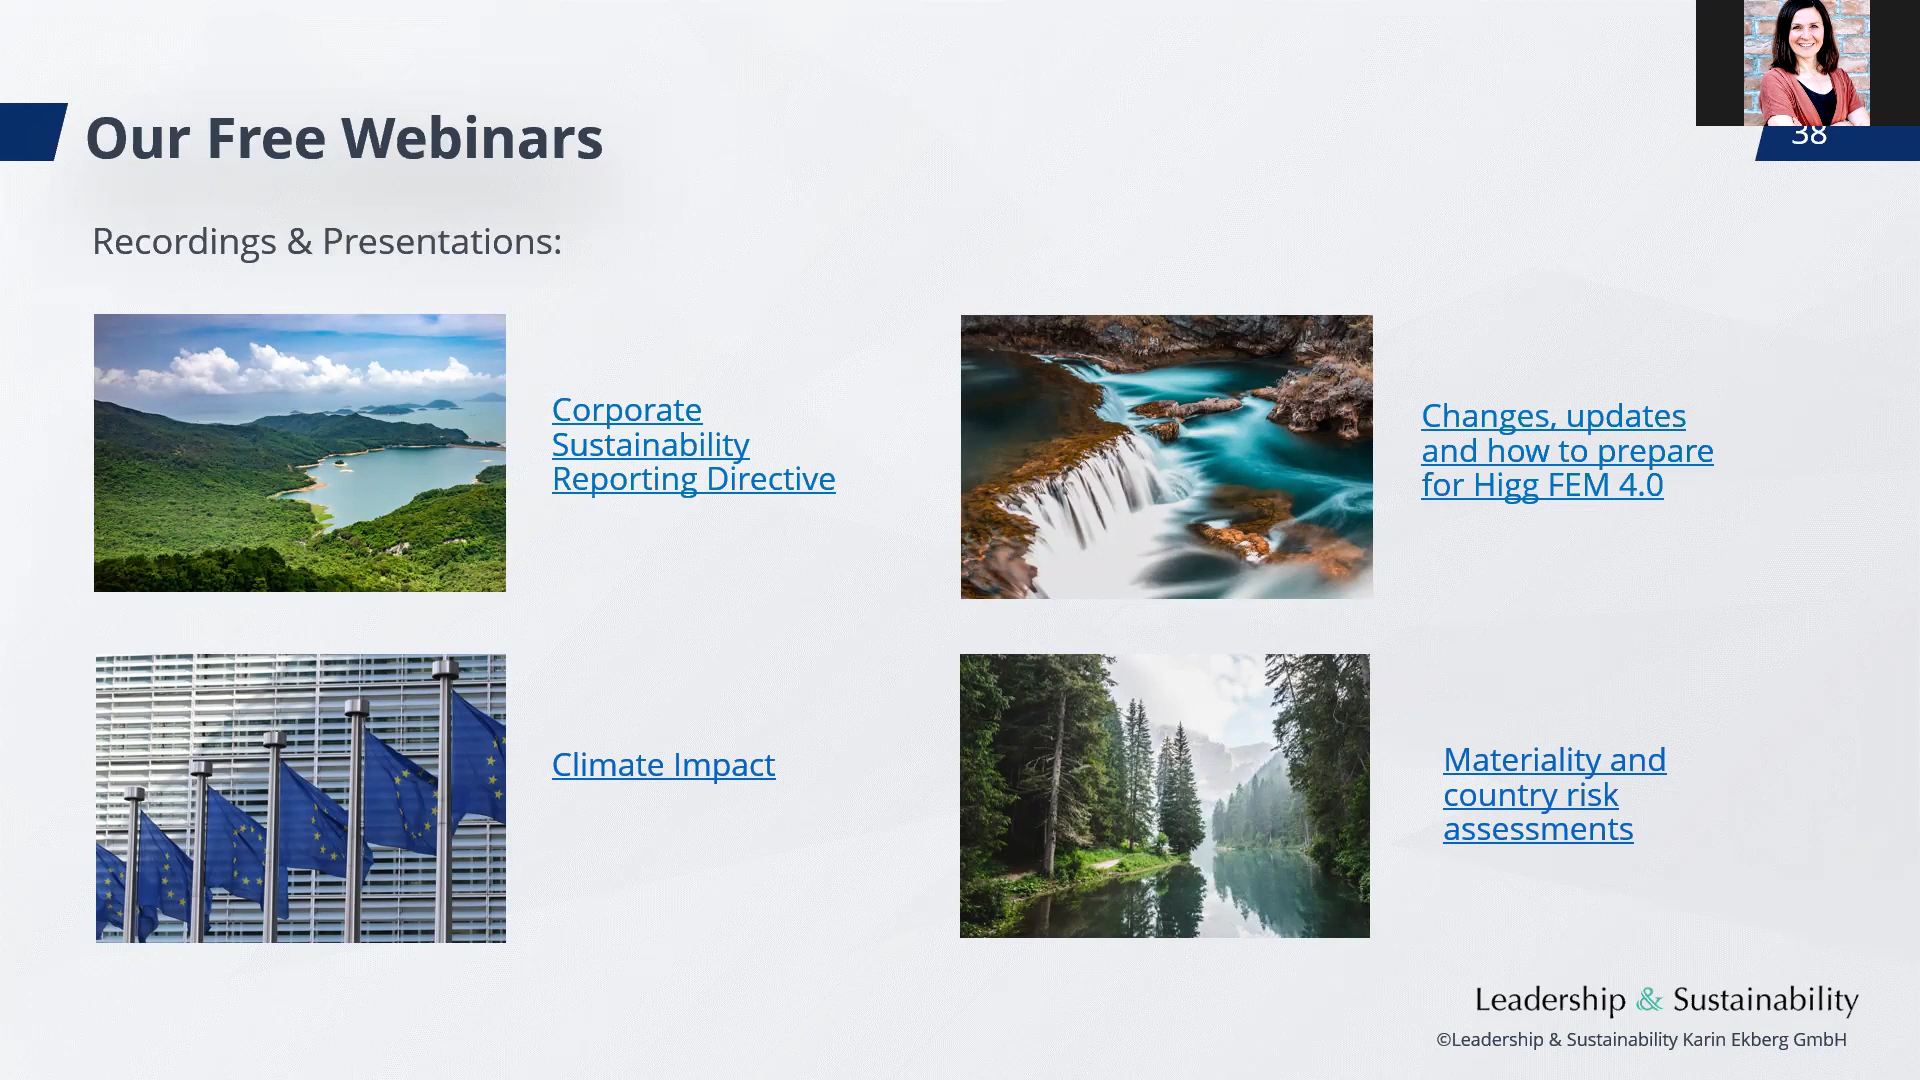 Our Free Webinars
38
Recordings & Presentations:
Corporate
Sustainability
Reporting Directive
Changes, updates
and how to prepare
for Higg FEM 4.0
Climate Impact
Materiality and
country risk
assessments
Leadership & Sustainability
©Leadership & Sustainability Karin Ekberg GmbH